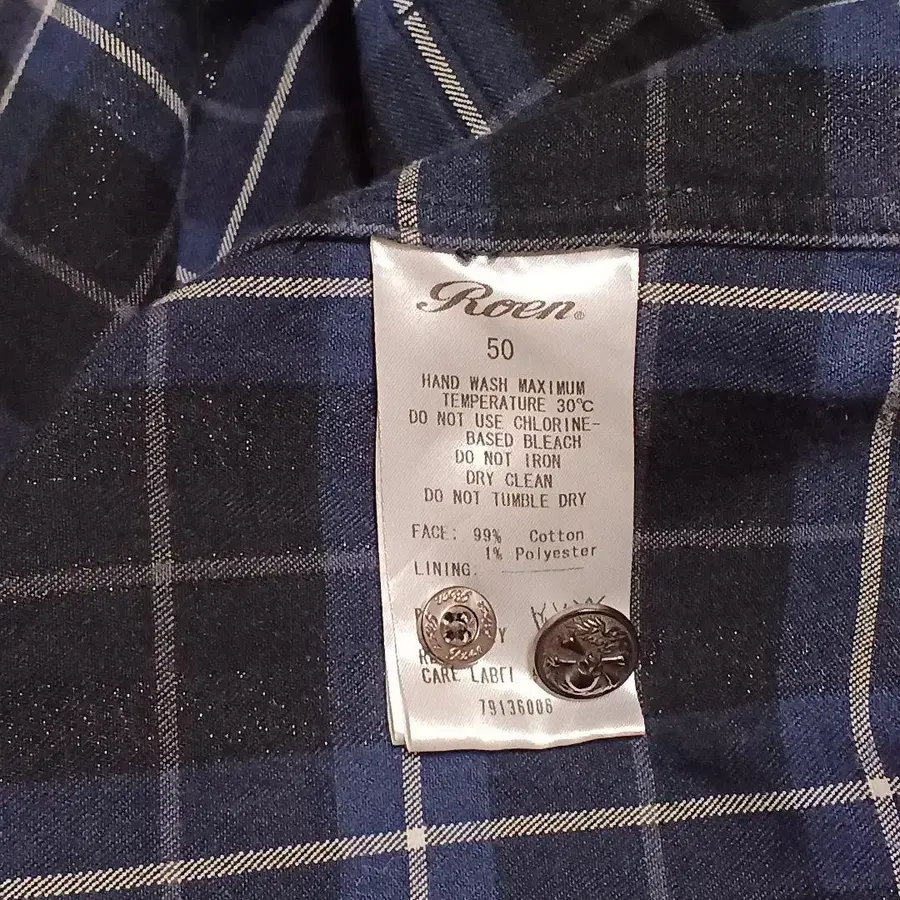 Roen®
50
HAND WASH MAXIMUM
TEMPERATURE 30℃
DO NOT USE CHLORINE-
BASED BLEACH
DO NOT IRON
DRY CLEAN
DO NOT TUMBLE DRY
FACE: 99% Cotton
1% Polyester
LINING.
CARE LABEL
79136006